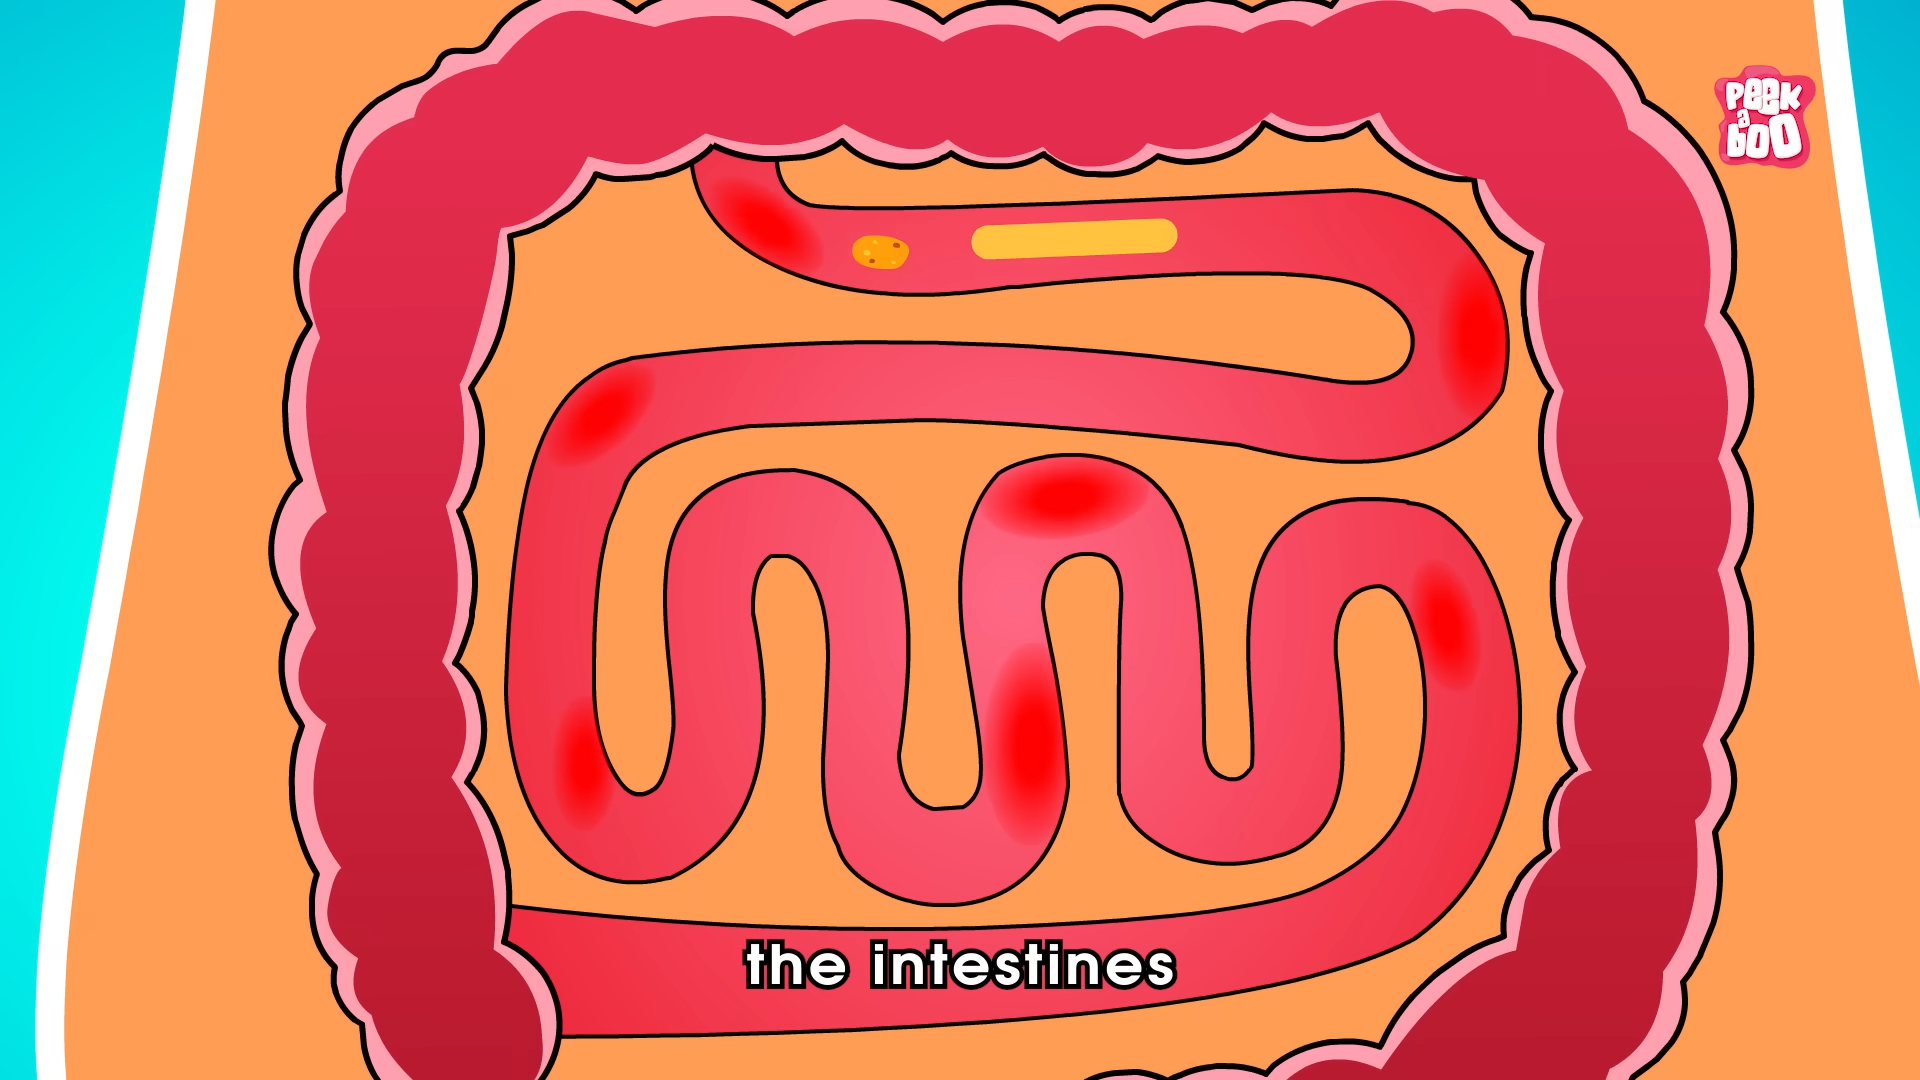 Peek
a
boo
the intestines